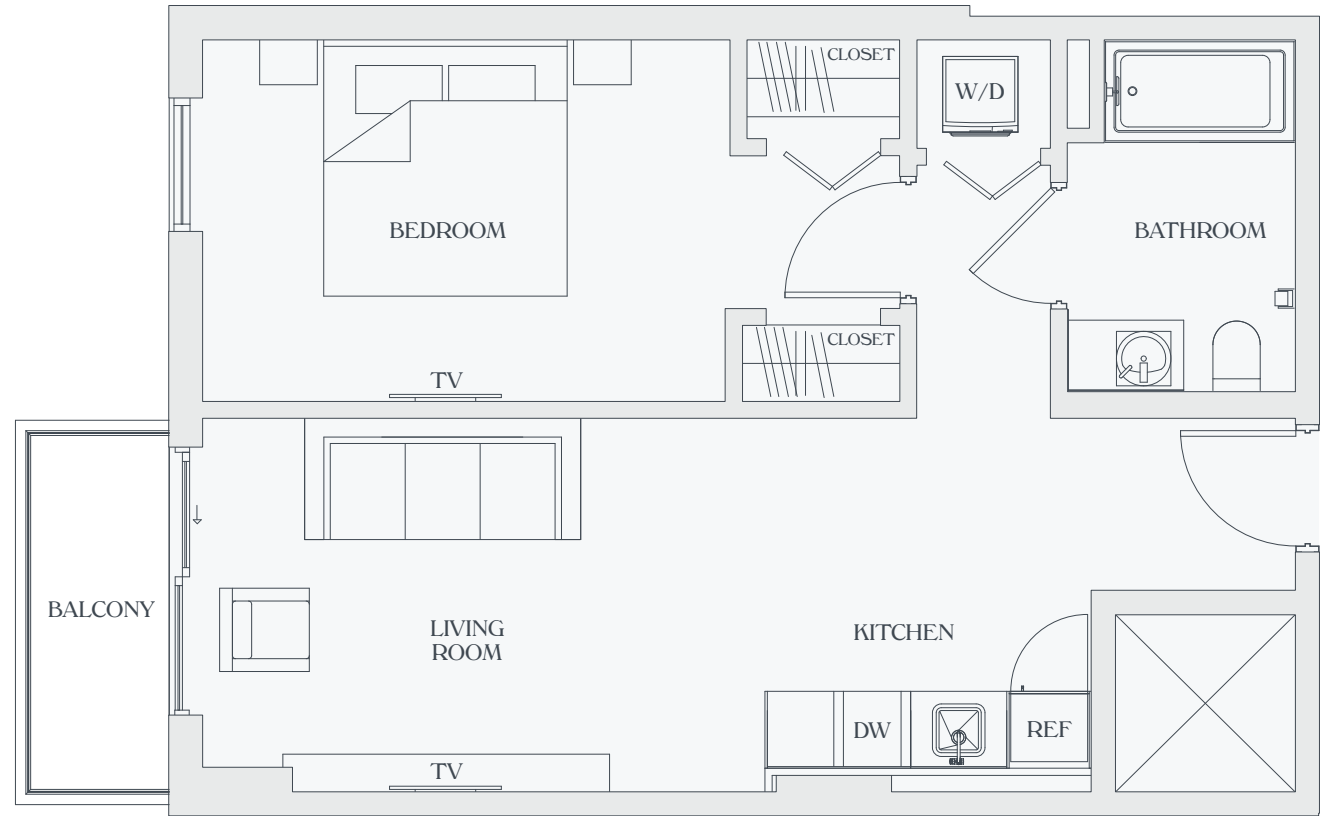 CLOSET
W/D
BEDROOM
BATHROOM
CLOSET
TV
BALCONY
LIVING
ROOM
KITCHEN
DW
REF
TV